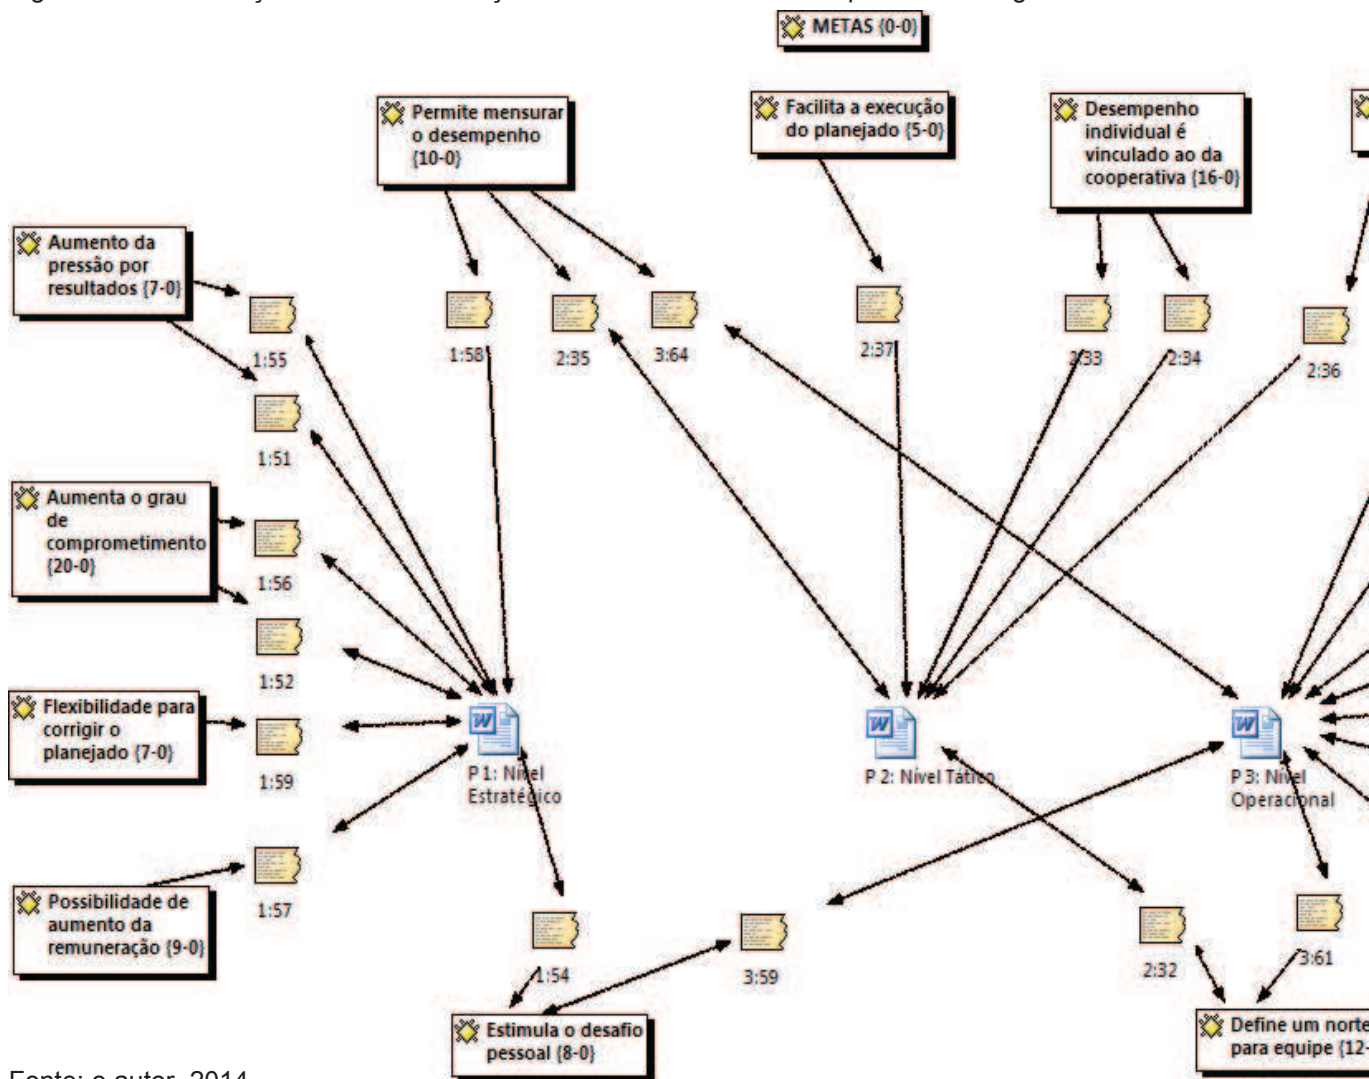 METAS {0-0}
Permite mensurar
o desempenho
{10-0}
Facilita a execução
do planejado {5-0}
Desempenho
individual é
vinculado ao da
cooperativa {16-0}
Aumento da
pressão por
resultados {7-0}
1:55
1:58
2:35
3:64
2:37
2:33
2:34
2:36
1:51
Aumenta o grau
de
comprometimento
{20-0}
1:56
1:52
Flexibilidade para
corrigir o
planejado {7-0}
1:59
P 1: Nível
Estratégico
P 2: Nível Tático
P 3: Nível
Operacional
Possibilidade de
aumento da
remuneração {9-0}
1:57
1:54
3:59
2:32
3:61
Estimula o desafio
pessoal {8-0}
Define um norte
para equipe {12-
Fonte: o autor, 2014